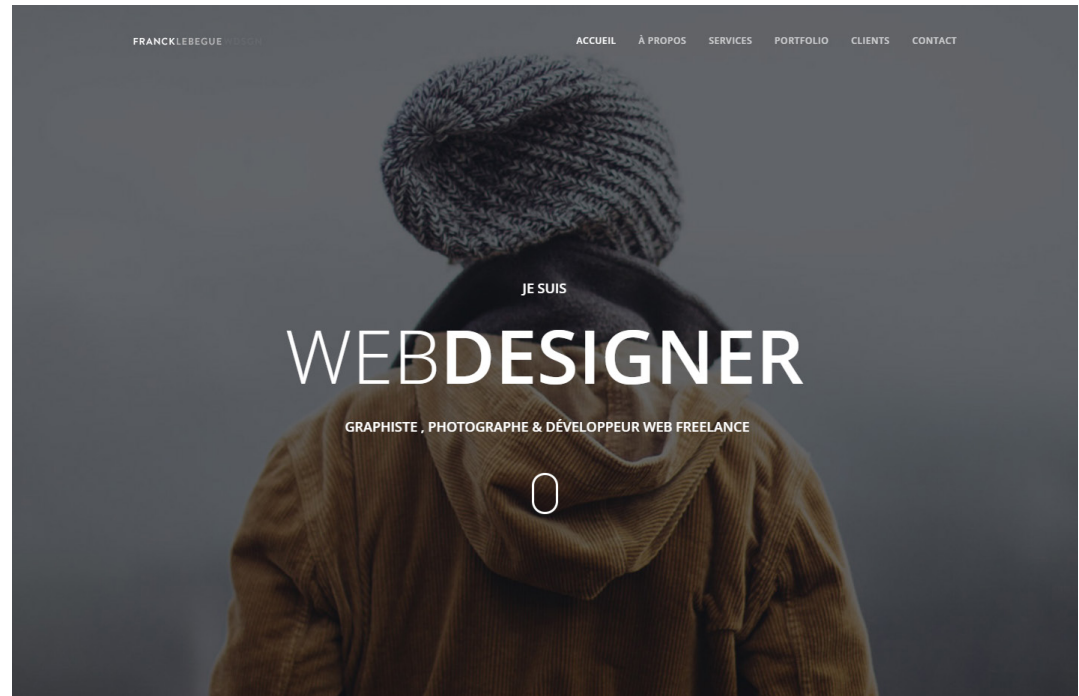 FRANCKLEBEGUE
ACCUEIL À PROPOS SERVICES PORTFOLIO CLIENTS CONTACT
JE SUIS
WEBDESIGNER
GRAPHISTE , PHOTOGRAPHE & DÉVELOPPEUR WEB FREELANCE